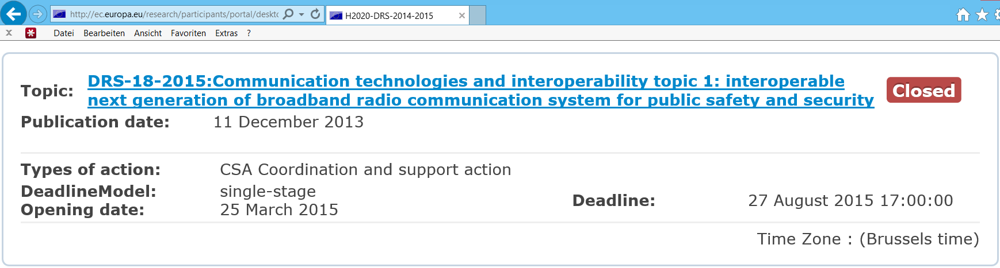 http://ec.europa.eu/research/participants/portal/deskto
H2020-DRS-2014-2015
Datei Bearbeiten Ansicht Favoriten Extras ?
Topic: DRS-18-2015:Communication technologies and interoperability topic 1: interoperable
next generation of broadband radio communication system for public safety and security
Closed
Publication date: 11 December 2013
Types of action: CSA Coordination and support action
DeadlineModel: single-stage
Opening date: 25 March 2015
Deadline: 27 August 2015 17:00:00
Time Zone : (Brussels time)